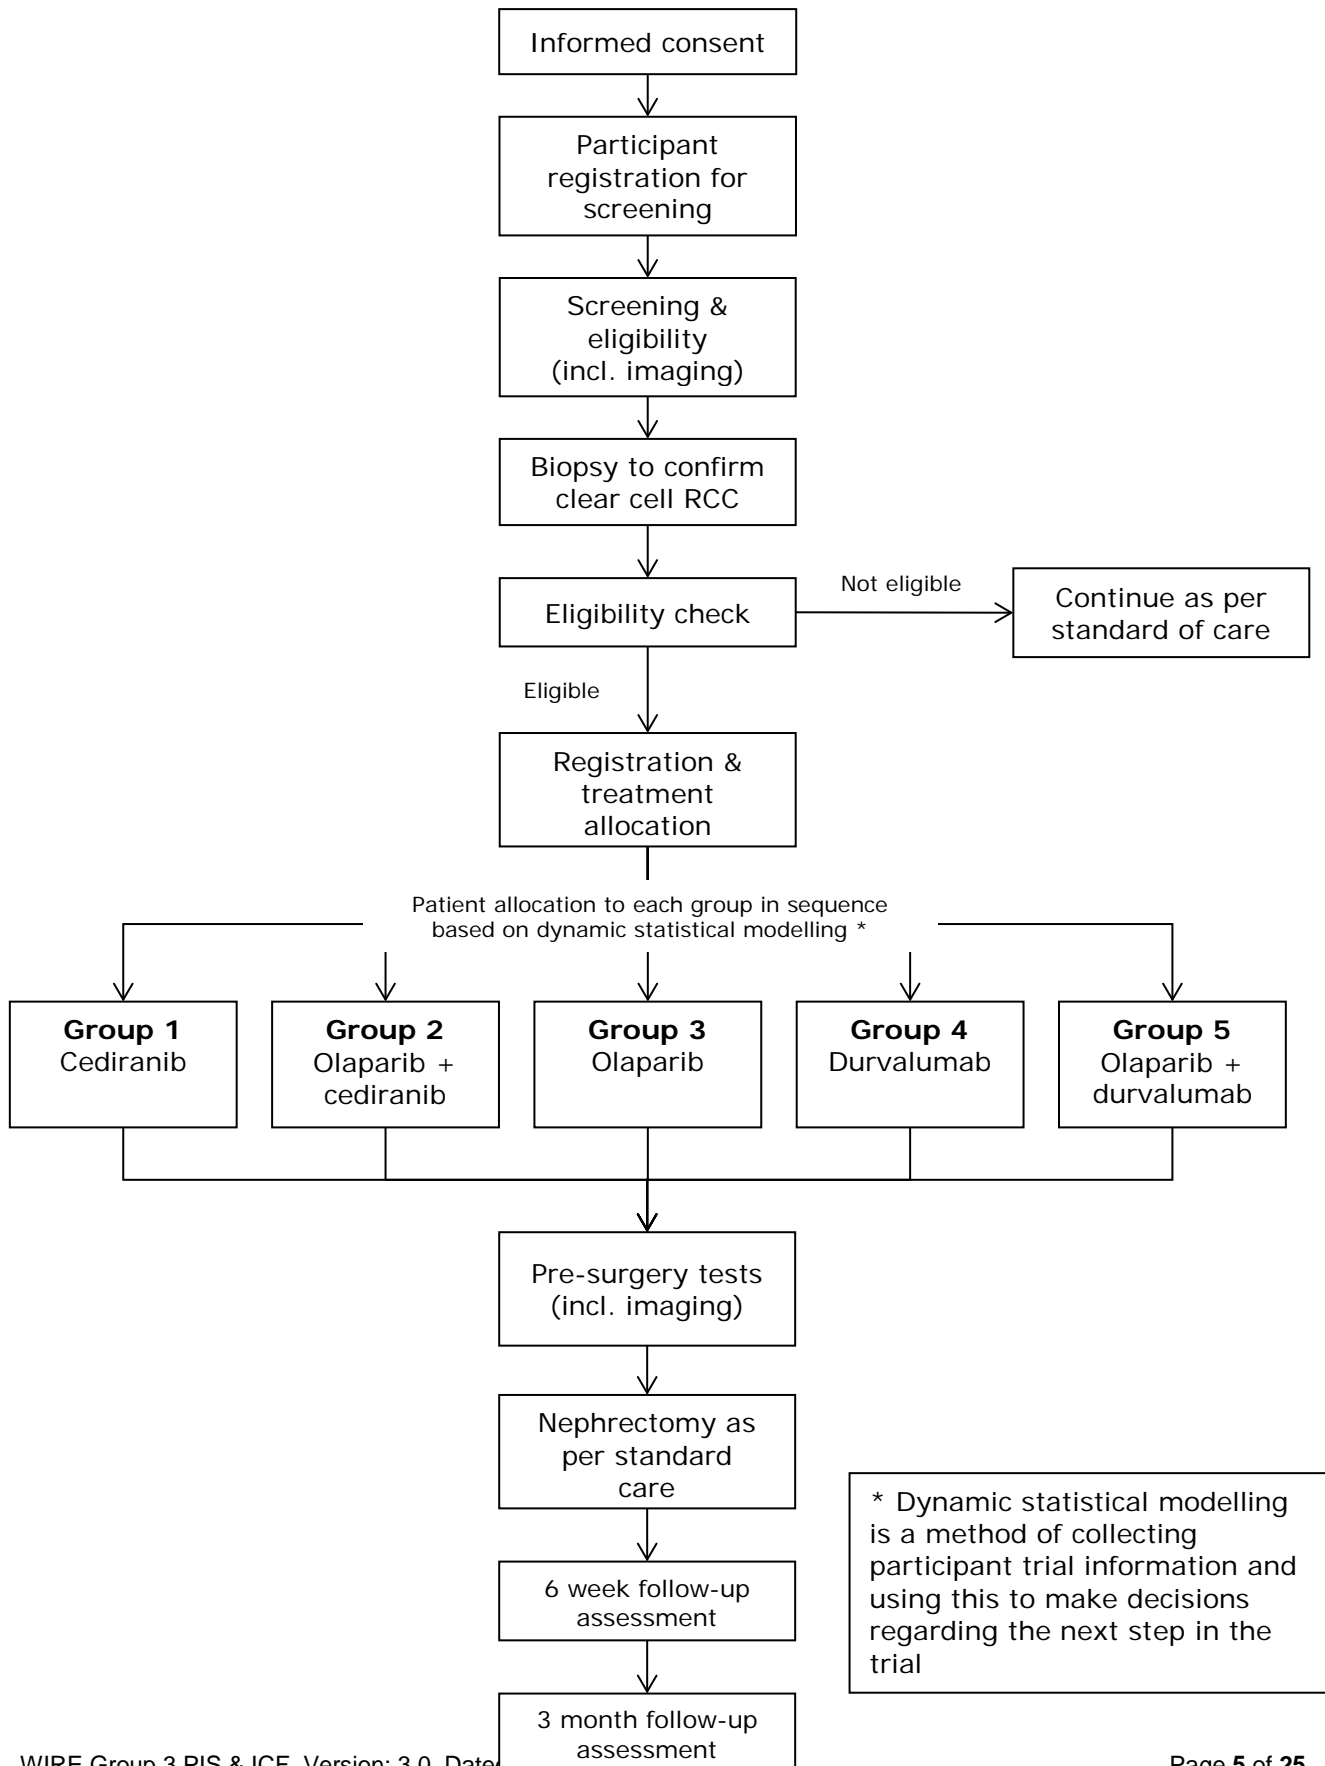 Informed consent
Participant
registration for
screening
Screening &
eligibility
(incl. imaging)
Biopsy to confirm
clear cell RCC
Eligibility check
Not eligible
Continue as per
standard of care
Eligible
Registration &
treatment
allocation
Patient allocation to each group in sequence
based on dynamic statistical modelling *
Group 1
Cediranib
Group 2
Olaparib +
cediranib
Group 3
Olaparib
Group 4
Durvalumab
Group 5
Olaparib +
durvalumab
Pre-surgery tests
(incl. imaging)
Nephrectomy as
per standard
care
* Dynamic statistical modelling
is a method of collecting
participant trial information and
using this to make decisions
regarding the next step in the
trial
6 week follow-up
assessment
3 month follow-up
assessment
WIRE Group 3 PIS & ICF, Version: 3.0, Date
Page 5 of 25